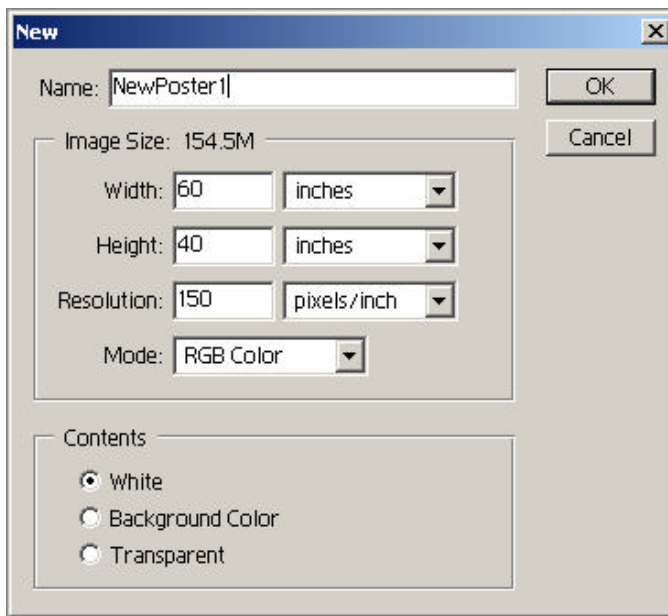 New
Name: NewPoster1
OK
Cancel
Image Size: 154.5M
Width: 60 inches
Height: 40 inches
Resolution: 150 pixels/inch
Mode: RGB Color
Contents
White
Background Color
Transparent